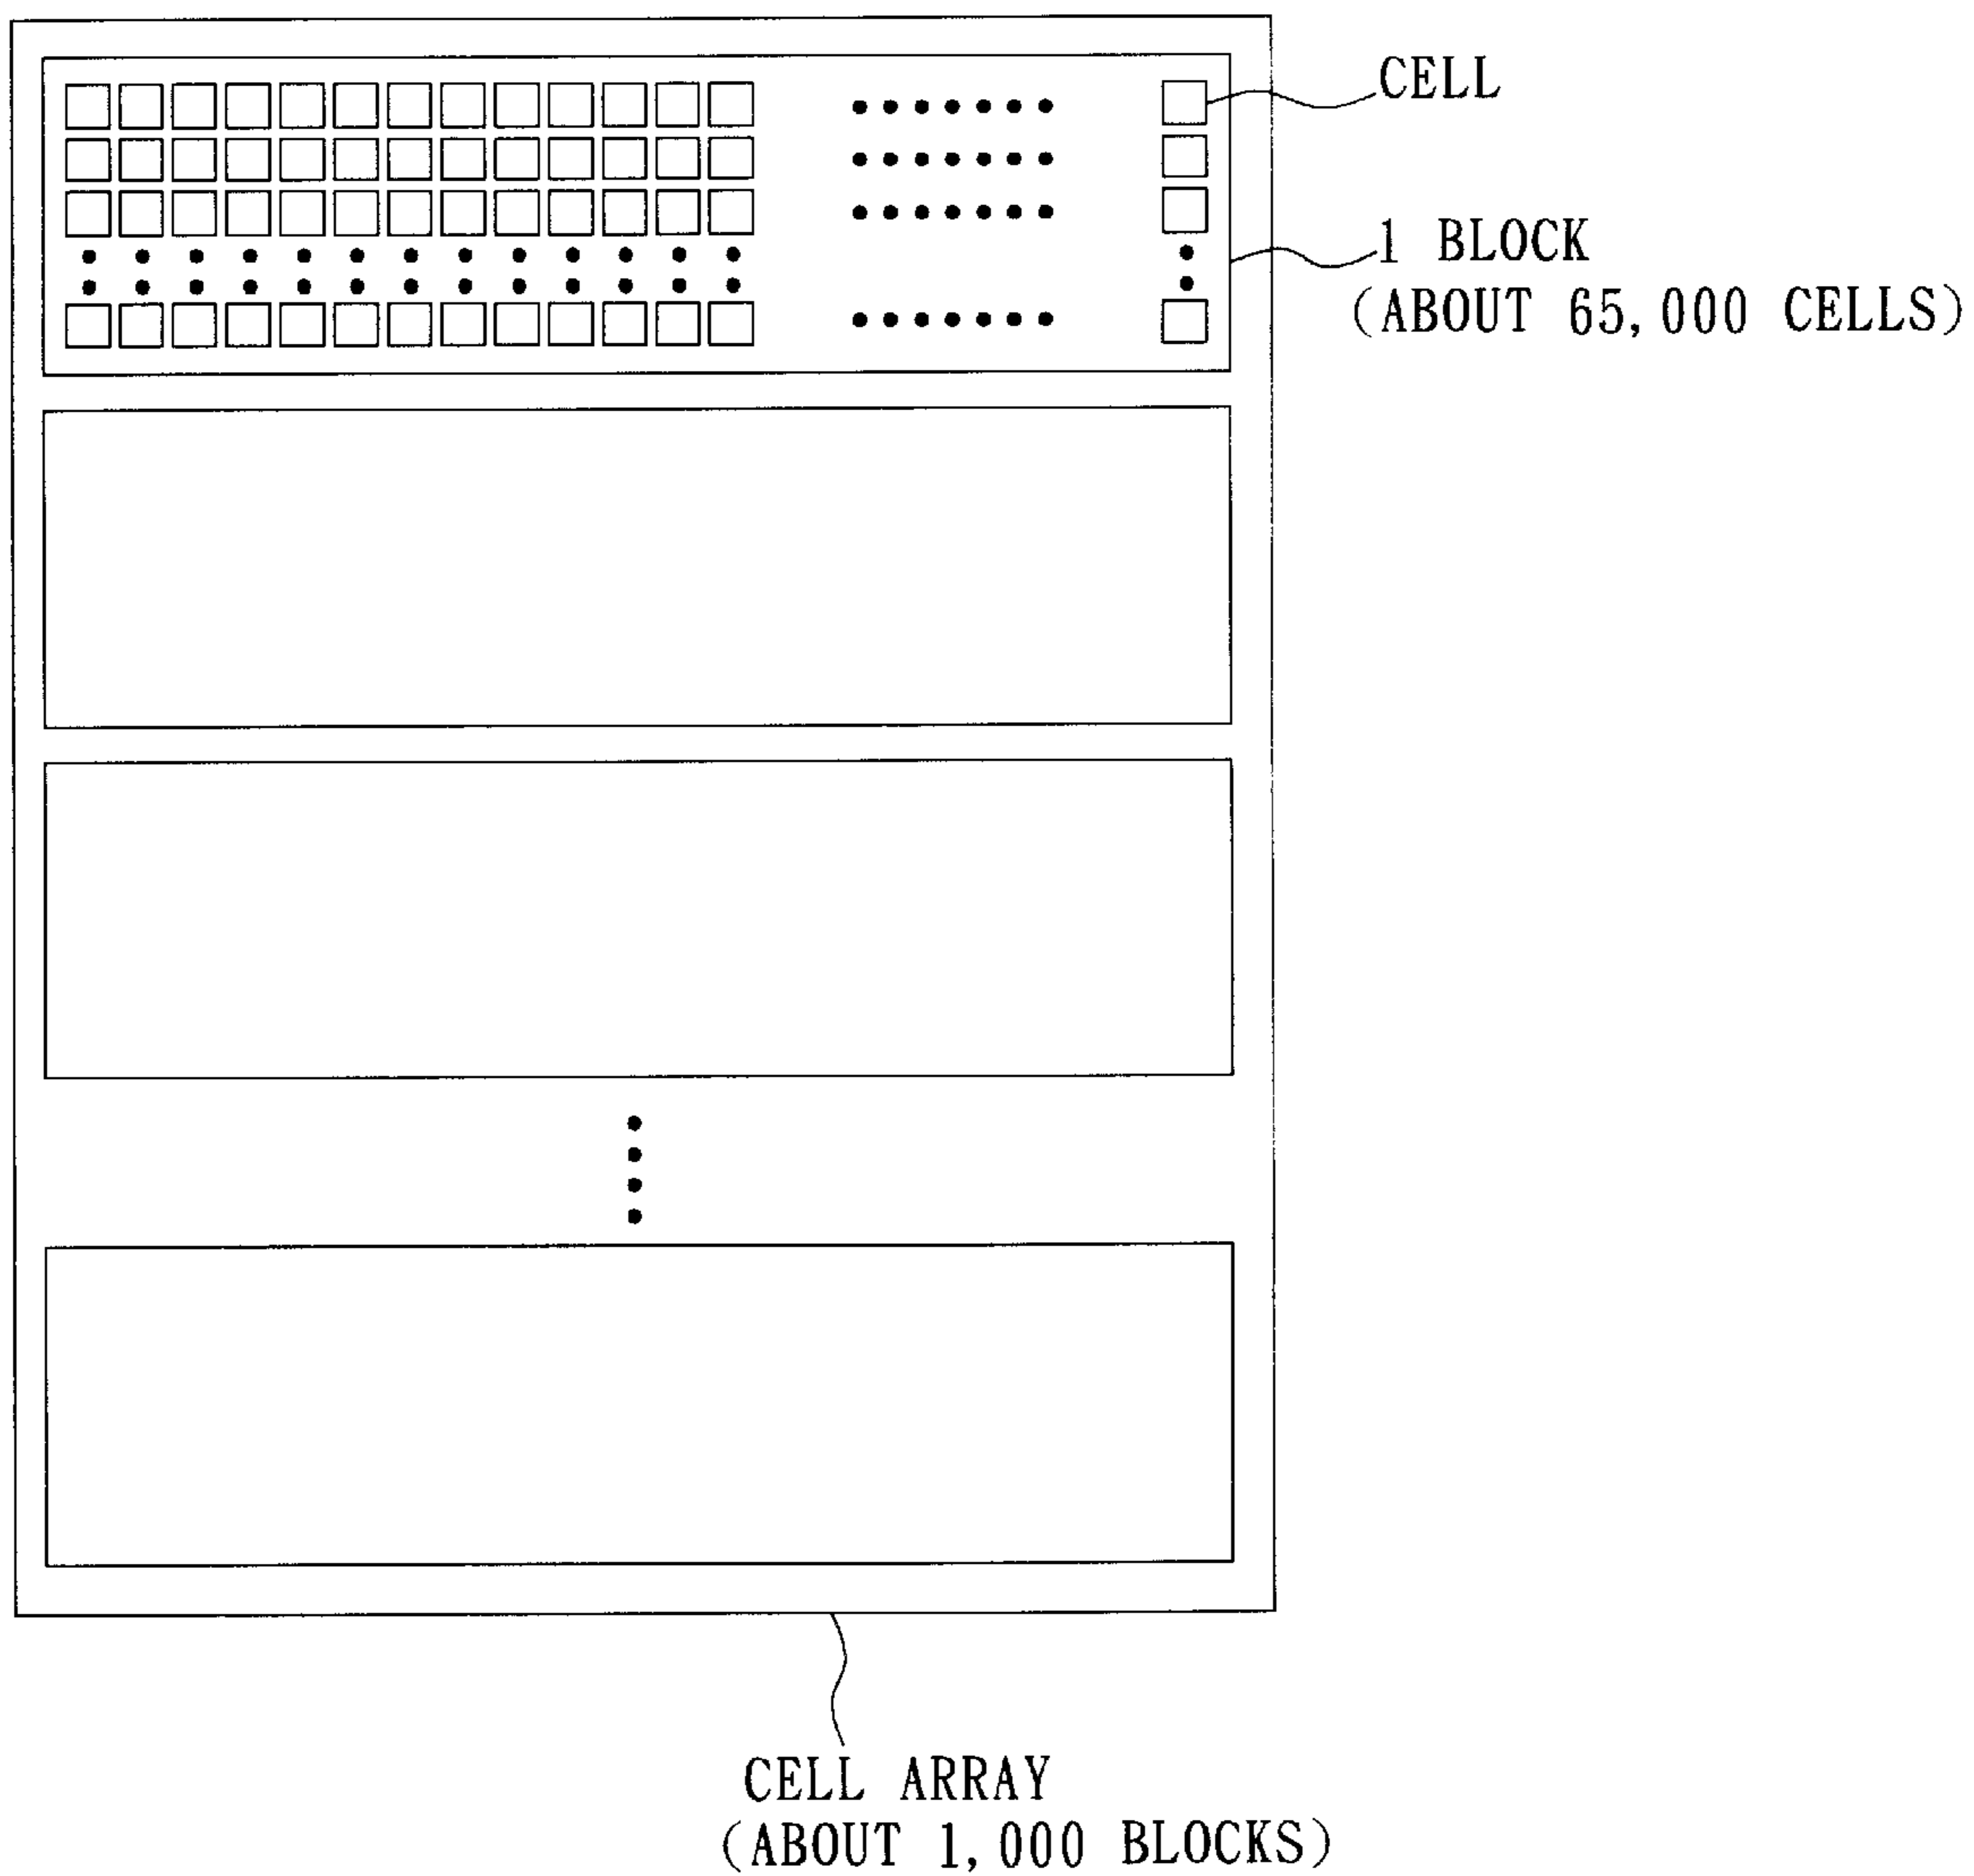 CELL
1 BLOCK
(ABOUT 65,000 CELLS)
CELL ARRAY
(ABOUT 1,000 BLOCKS)